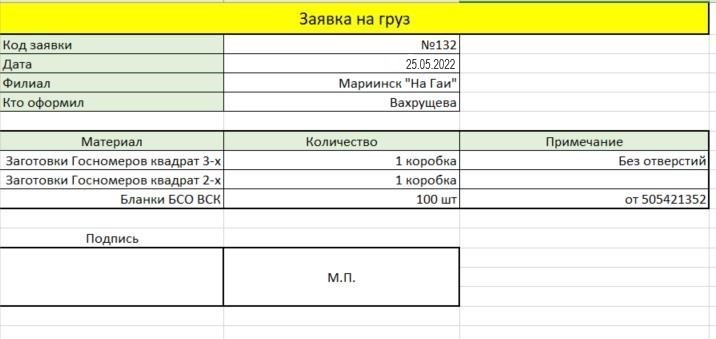 Заявка на груз
Код заявки №132
Дата 25.05.2022
Филиал Мариинск "На Гаи"
Кто оформил Вахрущева
Материал Количество Примечание
Заготовки Госномеров квадрат 3-х 1 коробка Без отверстий
Заготовки Госномеров квадрат 2-х 1 коробка
Бланки БСО ВСК 100 шт от 505421352
Подпись
М.П.